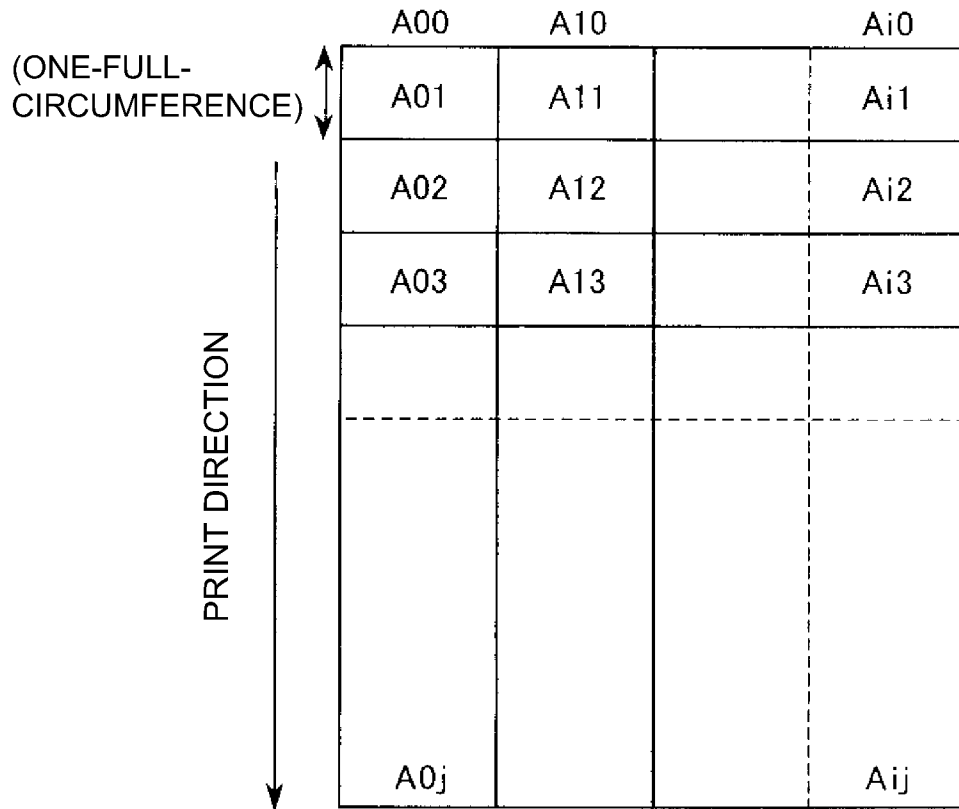 A00 A10 Ai0
(ONE-FULL-
CIRCUMFERENCE)
A01 A11 Ai1
A02 A12 Ai2
A03 A13 Ai3
PRINT DIRECTION
A0j Aij